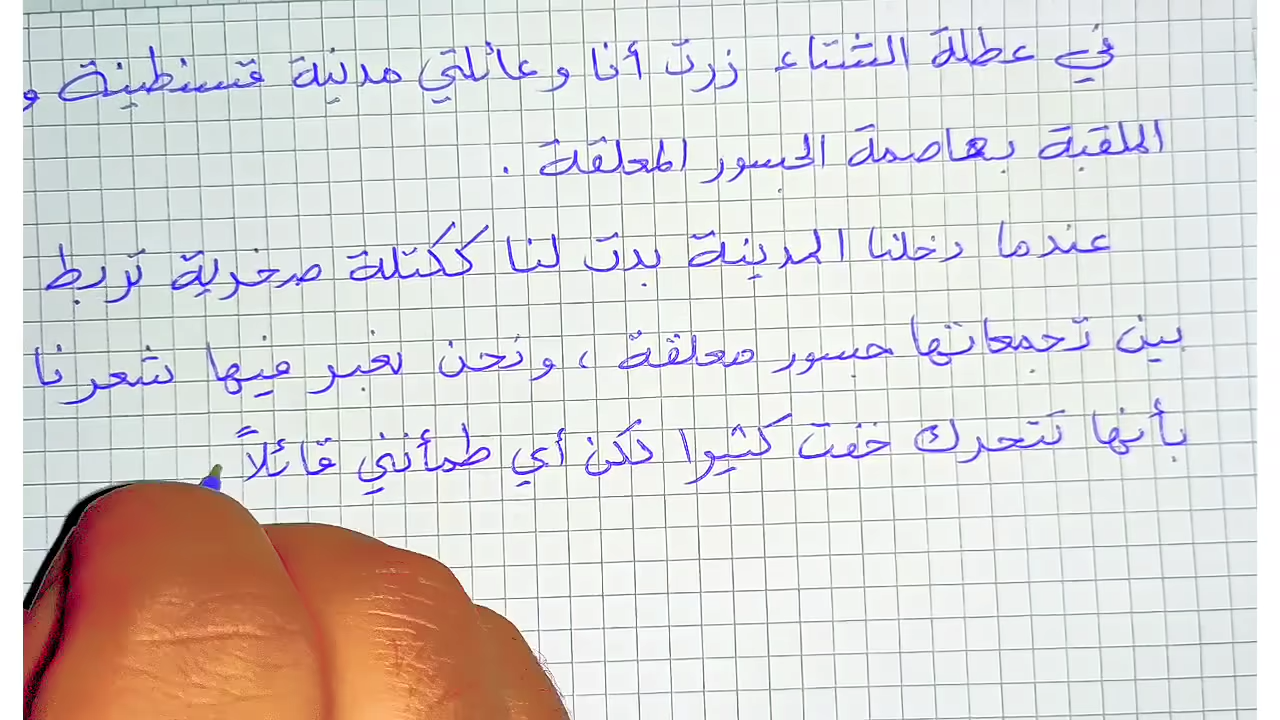 في عطلة الشتاء زرت أنا وعائلتي مدينة قسنطينة و
الملقبة بعاصمة الجسور المعلقة .
عندما دخلنا المدينة بدت لنا ككتلة صخرية تربط
بين تجمعاتها جسور معلقة ، ونحن نعبر فيها شعرنا
بأنها تتحرك خفت كثيرا لكن أبي طمأنني قائلاً